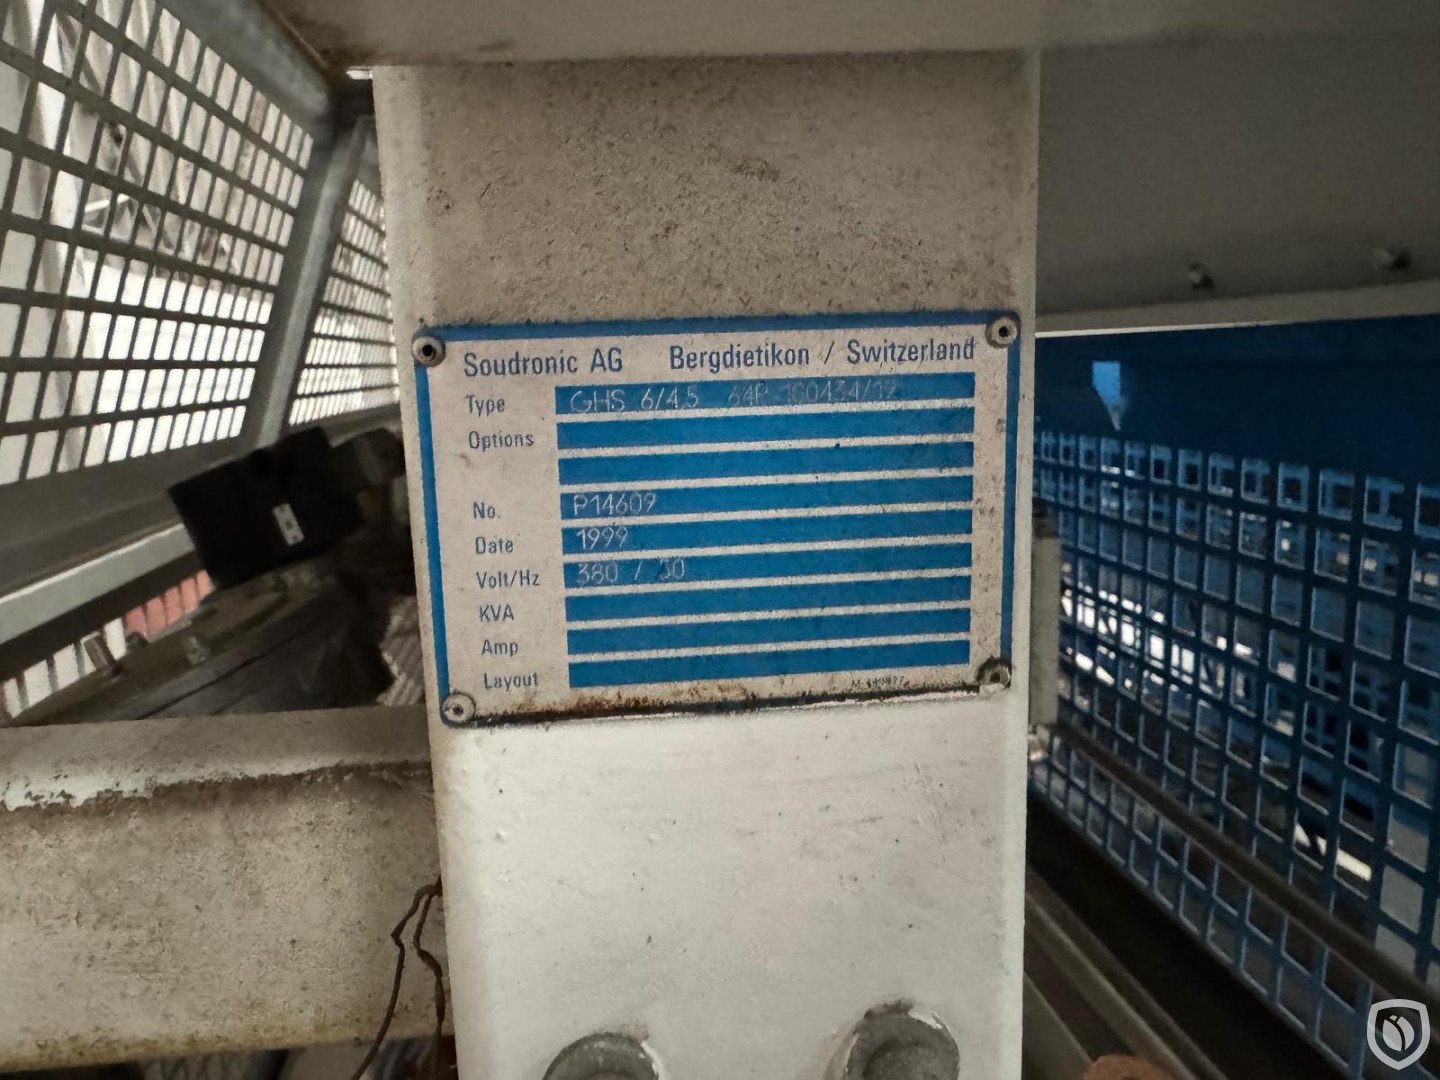 Soudronic AG Bergdietikon / Switzerland
Type GHS 6/4,5
Options
No. P14609
Date 1999
Volt/Hz 380 / 50
KVA
Amp
Layout